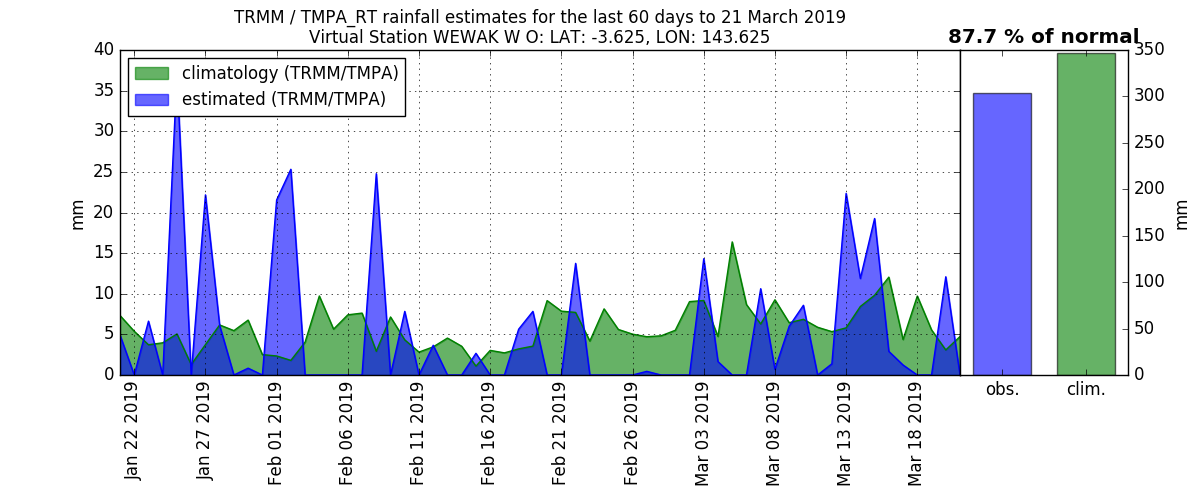 TRMM / TMPA_RT rainfall estimates for the last 60 days to 21 March 2019
Virtual Station WEWAK W O: LAT: -3.625, LON: 143.625
87.7 % of normal
climatology (TRMM/TMPA)
estimated (TRMM/TMPA)
40
35
30
25
20
15
10
5
0
mm
Jan 22 2019
Jan 27 2019
Feb 01 2019
Feb 06 2019
Feb 11 2019
Feb 16 2019
Feb 21 2019
Feb 26 2019
Mar 03 2019
Mar 08 2019
Mar 13 2019
Mar 18 2019
obs.
clim.
350
300
250
200
150
100
50
0
mm